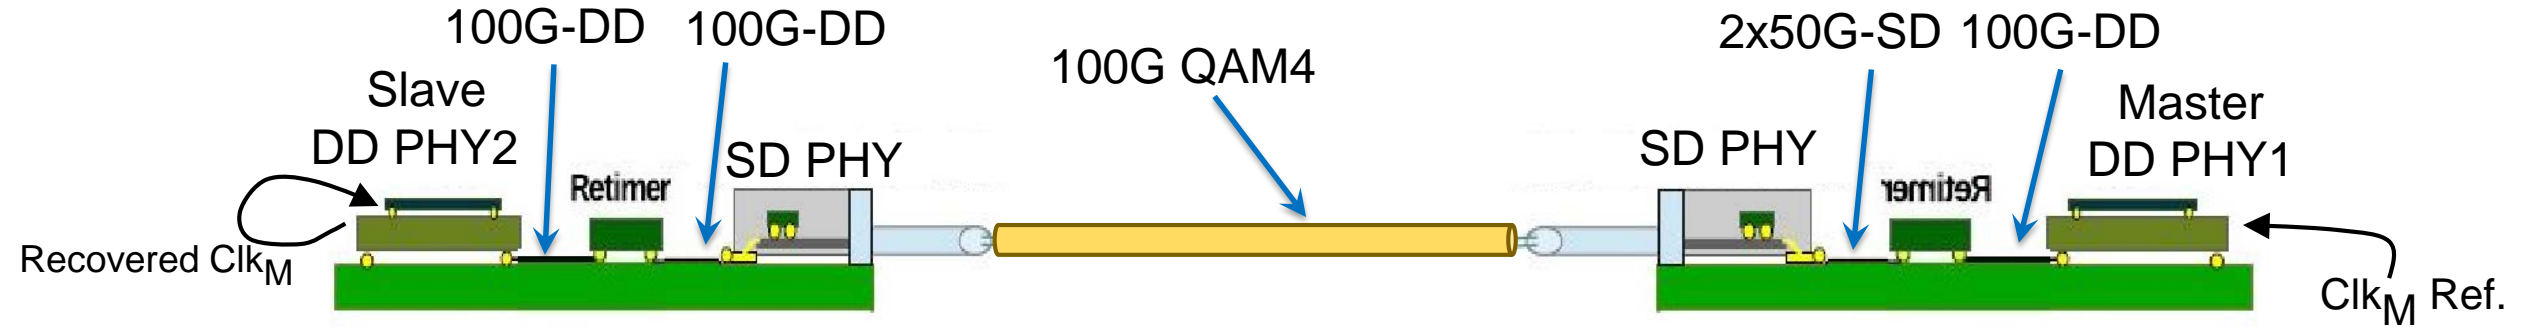 100G-DD
100G-DD
2x50G-SD
100G-DD
100G QAM4
Slave
DD PHY2
Master
DD PHY1
SD PHY
SD PHY
Retimer
Retimer
Recovered ClkM
ClkM Ref.